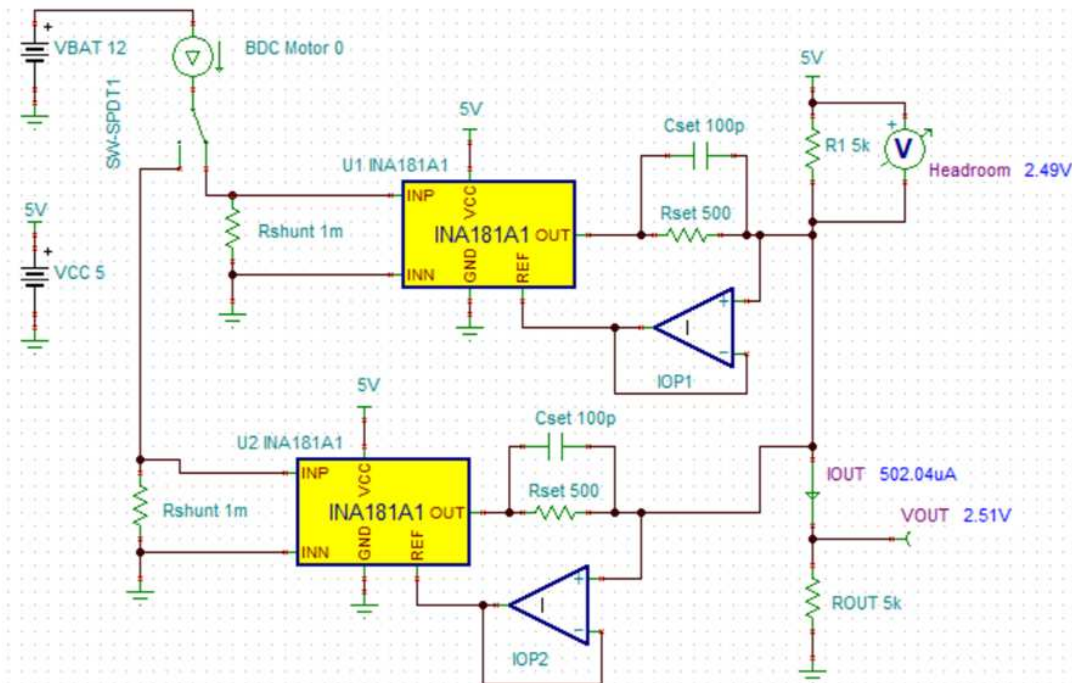 VBAT 12
BDC Motor 0
SW-SPDT1
5V
VCC 5
5V
U1 INA181A1
INP
VCC
INA181A1
OUT
INN
GND
REF
Rshunt 1m
Cset 100p
Rset 500
IOP1
5V
R1 5k
V
Headroom 2.49V
5V
U2 INA181A1
INP
VCC
INA181A1
OUT
INN
GND
REF
Rshunt 1m
Cset 100p
Rset 500
IOP2
IOUT 502.04uA
VOUT 2.51V
ROUT 5k